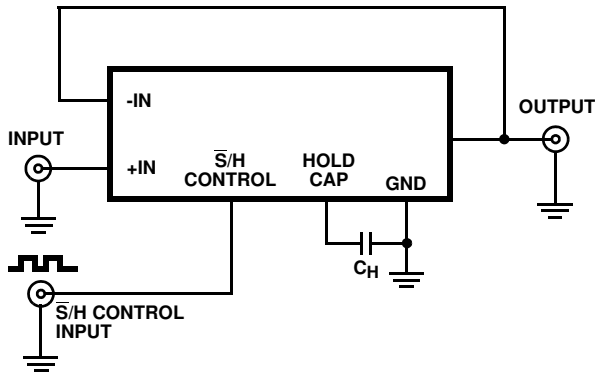 -IN
OUTPUT
INPUT
+IN
S̅/H
CONTROL
HOLD
CAP
GND
CH
S̅/H CONTROL
INPUT